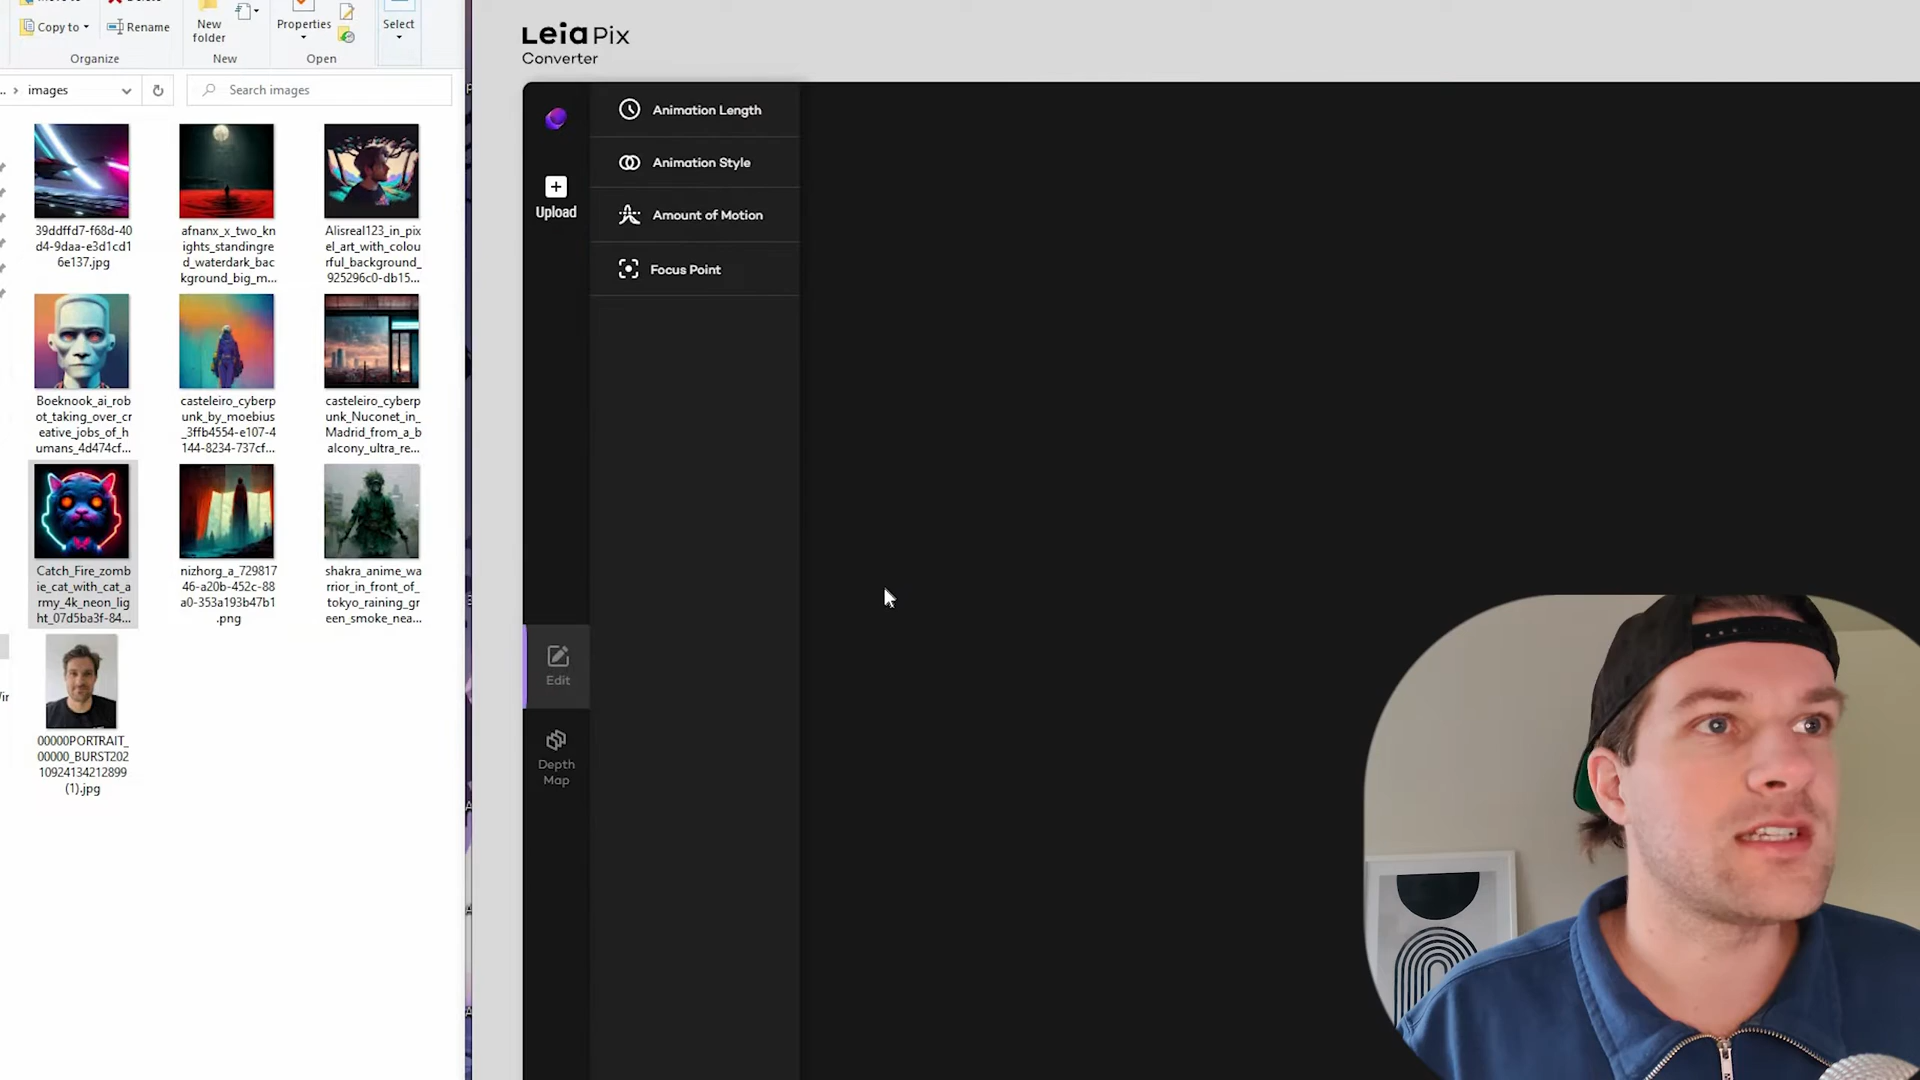 Copy to
Rename
New
folder
Properties
Select
Organize
New
Open
images
Search images
39ddffd7-f68d-40
d4-9daa-e3d1cd1
6e137.jpg
afnanx_x_two_kn
ights_standingre
d_waterdark_bac
kground_big_m...
Alisreal123_in_pix
el_art_with_colou
rful_background_
925296c0-db15...
Boeknook_ai_rob
ot_taking_over_cr
eative_jobs_of_h
umans_4d474cf...
casteleiro_cyberp
unk_by_moebius
_3ffb4554-e107-4
144-8234-737cf...
casteleiro_cyberp
unk_Nuconet_in_
Madrid_from_a_b
alcony_ultra_re...
Catch_Fire_zomb
ie_cat_with_cat_a
rmy_4k_neon_lig
ht_07d5ba3f-84...
nizhorg_a_729817
46-a20b-452c-88
a0-353a193b47b1
.png
shakra_anime_wa
rrior_in_front_of_
tokyo_raining_gr
een_smoke_nea...
00000PORTRAIT_
00000_BURST202
10924134212899
(1).jpg
Leia Pix
Converter
Upload
Edit
Depth
Map
Animation Length
Animation Style
Amount of Motion
Focus Point